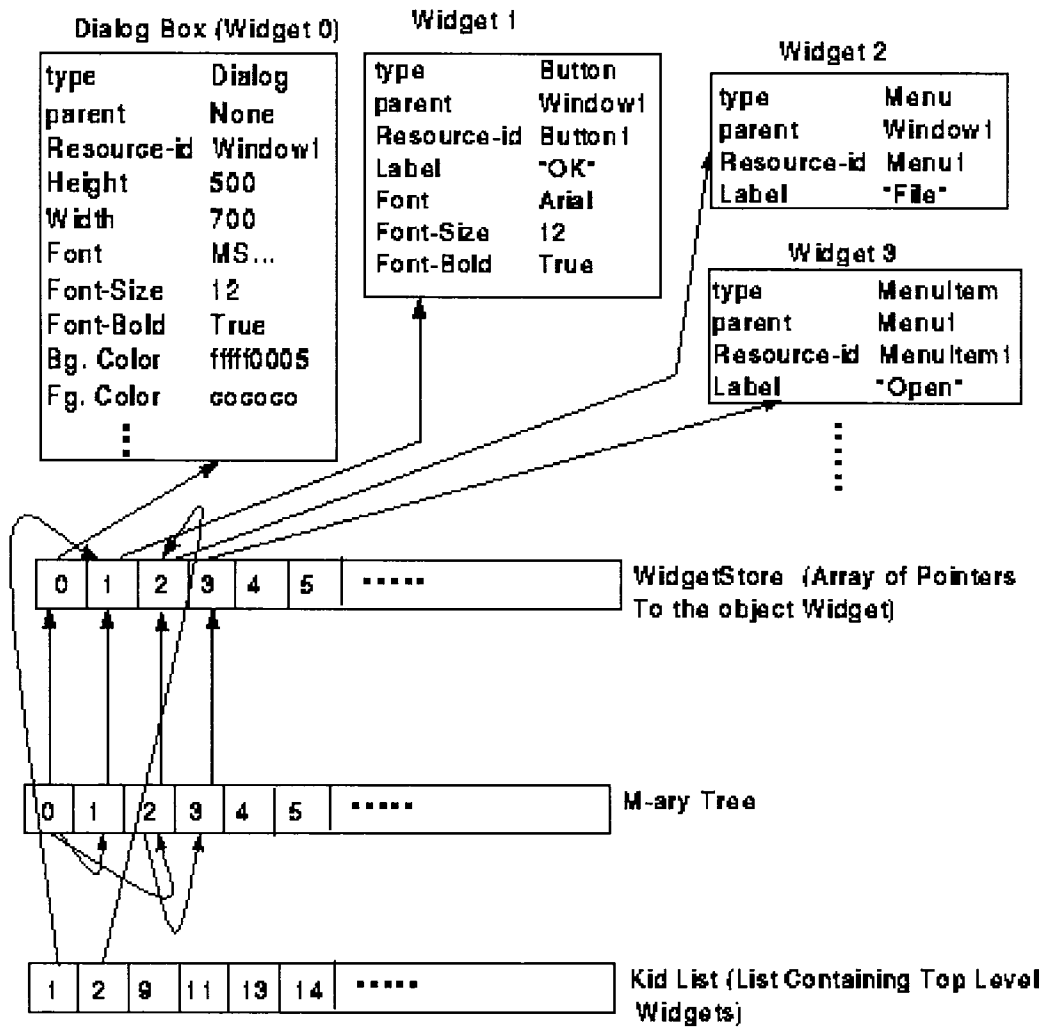 Dialog Box (Widget 0)
type Dialog
parent None
Resource-id Window1
Height 500
Width 700
Font MS...
Font-Size 12
Font-Bold True
Bg. Color fffff0005
Fg. Color cococo
Widget 1
type Button
parent Window1
Resource-id Button1
Label "OK"
Font Arial
Font-Size 12
Font-Bold True
Widget 2
type Menu
parent Window1
Resource-id Menu1
Label "File"
Widget 3
type MenuItem
parent Menu1
Resource-id MenuItem1
Label "Open"
0 1 2 3 4 5 .....
WidgetStore (Array of Pointers
To the object Widget)
0 1 2 3 4 5 .....
M-ary Tree
1 2 9 11 13 14 .....
Kid List (List Containing Top Level
Widgets)